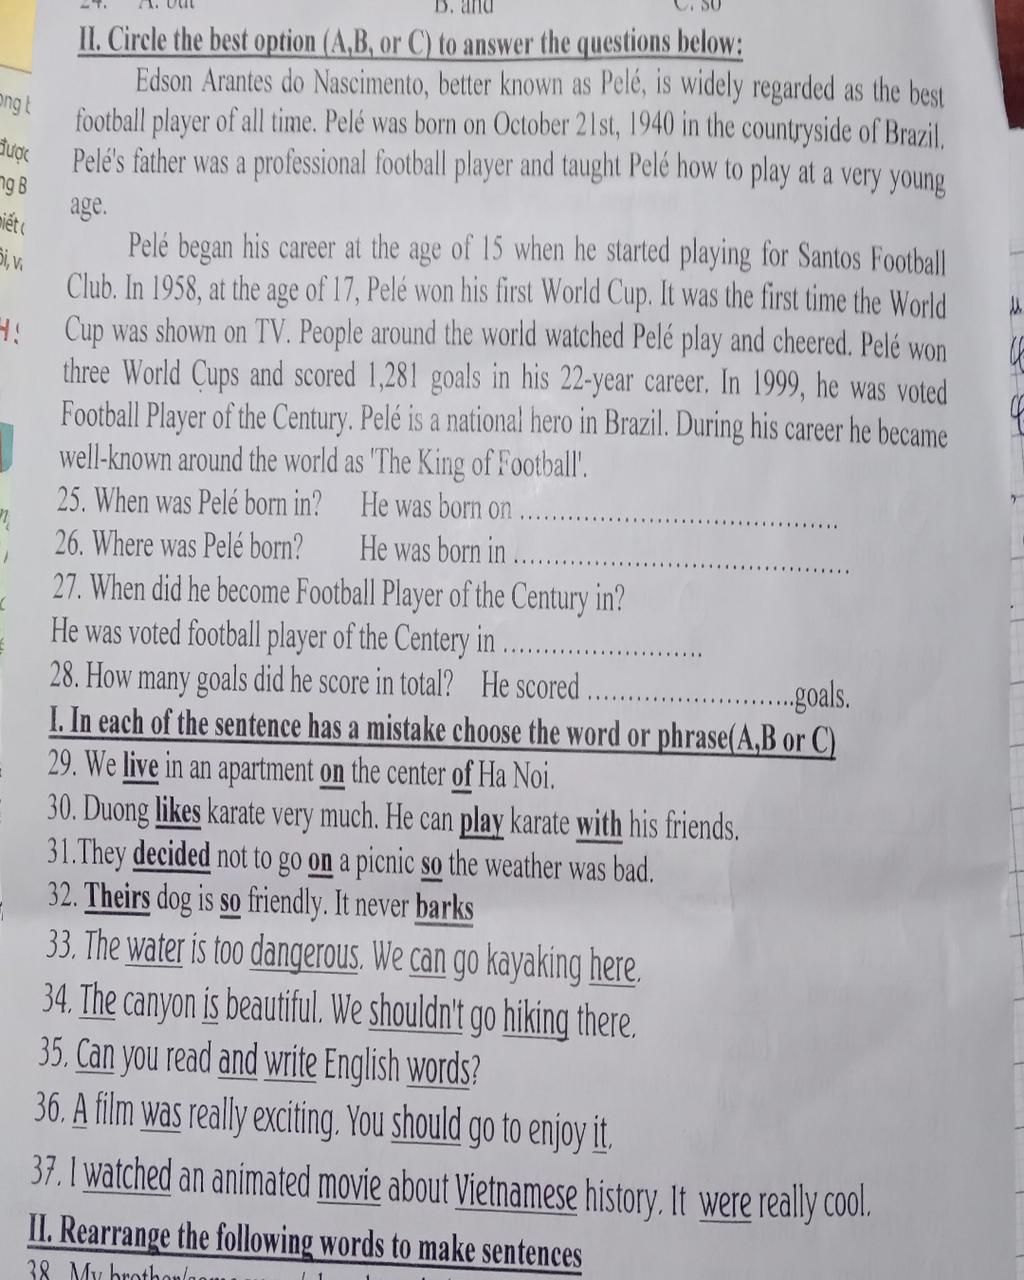 24. A. but B. and C. so
II. Circle the best option (A,B, or C) to answer the questions below:
Edson Arantes do Nascimento, better known as Pelé, is widely regarded as the best
football player of all time. Pelé was born on October 21st, 1940 in the countryside of Brazil.
Pelé's father was a professional football player and taught Pelé how to play at a very young
age.
Pelé began his career at the age of 15 when he started playing for Santos Football
Club. In 1958, at the age of 17, Pelé won his first World Cup. It was the first time the World
Cup was shown on TV. People around the world watched Pelé play and cheered. Pelé won
three World Cups and scored 1,281 goals in his 22-year career. In 1999, he was voted
Football Player of the Century. Pelé is a national hero in Brazil. During his career he became
well-known around the world as 'The King of Football'.
25. When was Pelé born in? He was born on ..........................................
26. Where was Pelé born? He was born in .............................................
27. When did he become Football Player of the Century in?
He was voted football player of the Centery in ..........................
28. How many goals did he score in total? He scored ..........................goals.
I. In each of the sentence has a mistake choose the word or phrase(A,B or C)
29. We live in an apartment on the center of Ha Noi.
30. Duong likes karate very much. He can play karate with his friends.
31.They decided not to go on a picnic so the weather was bad.
32. Theirs dog is so friendly. It never barks
33. The water is too dangerous. We can go kayaking here.
34. The canyon is beautiful. We shouldn't go hiking there.
35. Can you read and write English words?
36. A film was really exciting. You should go to enjoy it.
37. I watched an animated movie about Vietnamese history. It were really cool.
II. Rearrange the following words to make sentences
38. My